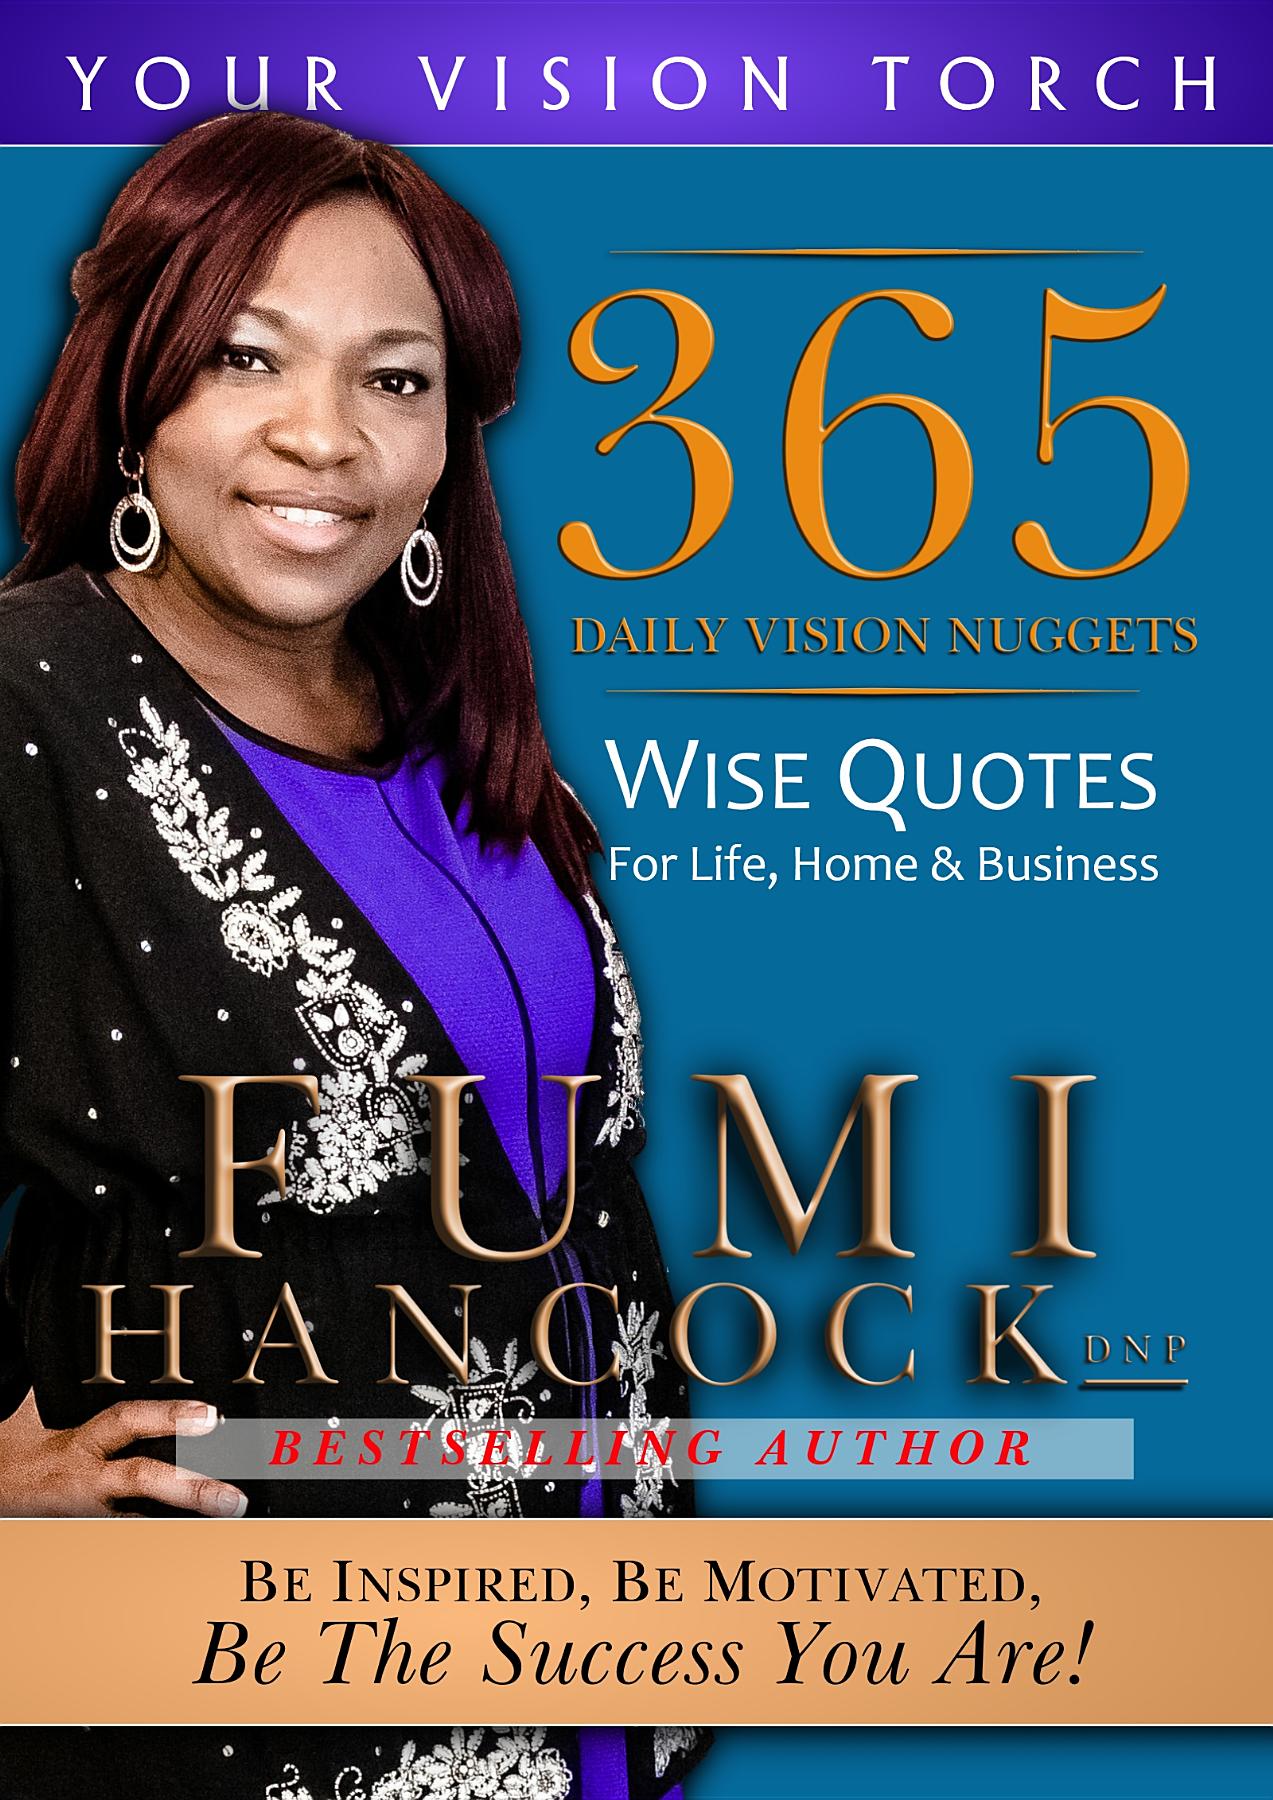 YOUR VISION TORCH
365
DAILY VISION NUGGETS
WISE QUOTES
For Life, Home & Business
FUMI
HANCOCK DNP
BESTSELLING AUTHOR
BE INSPIRED, BE MOTIVATED,
Be The Success You Are!